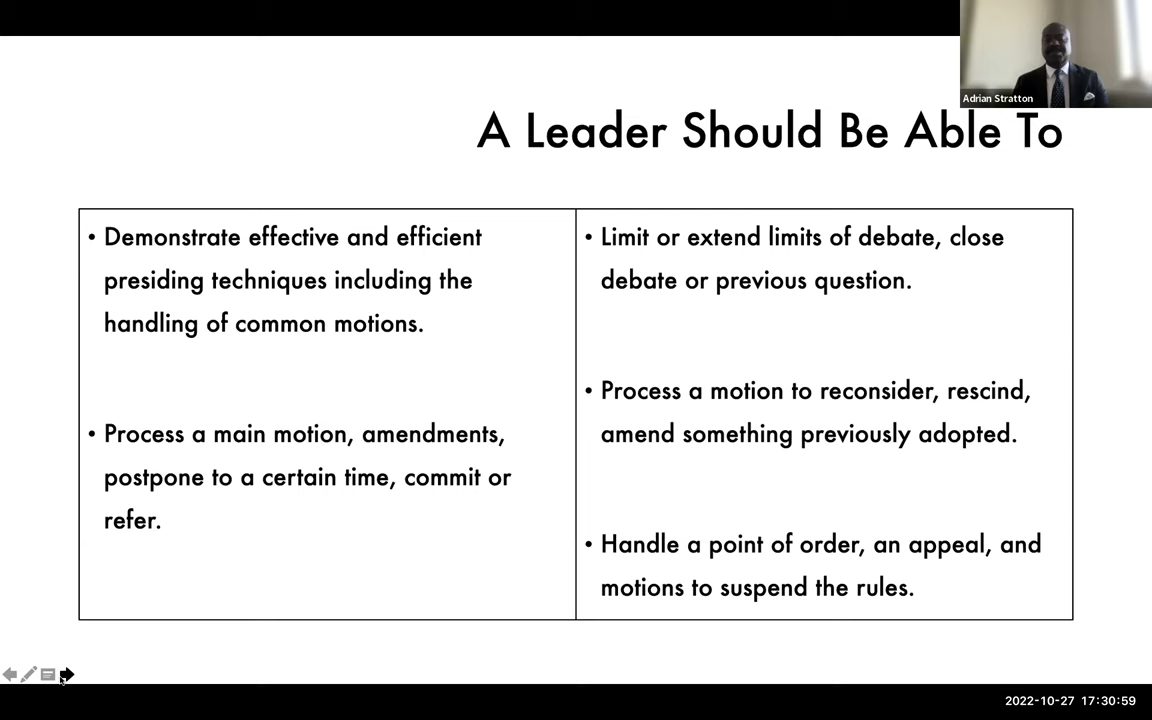 Adrian Stratton
A Leader Should Be Able To
• Demonstrate effective and efficient
presiding techniques including the
handling of common motions.
• Process a main motion, amendments,
postpone to a certain time, commit or
refer.
• Limit or extend limits of debate, close
debate or previous question.
• Process a motion to reconsider, rescind,
amend something previously adopted.
• Handle a point of order, an appeal, and
motions to suspend the rules.
2022-10-27 17:30:59